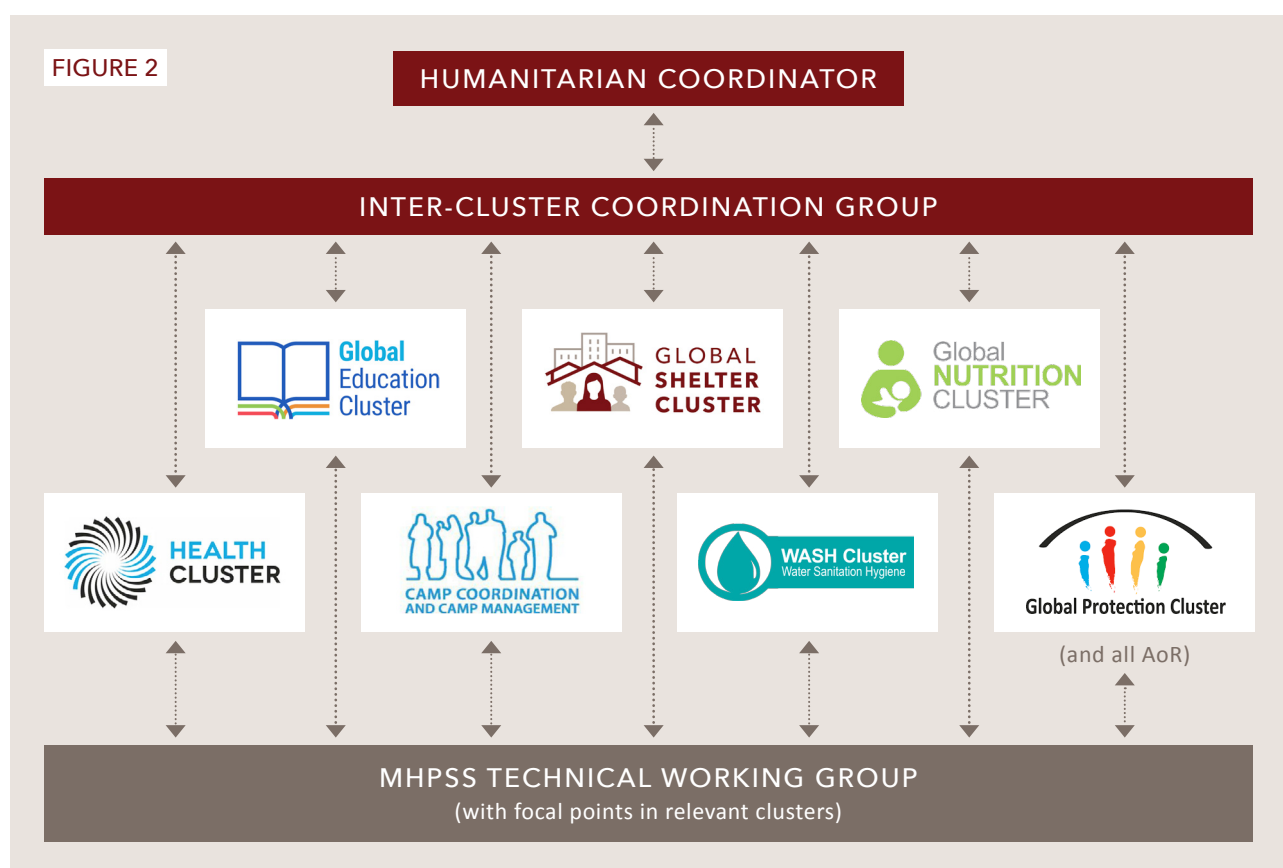 FIGURE 2
HUMANITARIAN COORDINATOR
INTER-CLUSTER COORDINATION GROUP
Global
Education
Cluster
GLOBAL
SHELTER
CLUSTER
Global
NUTRITION
CLUSTER
HEALTH
CLUSTER
CAMP COORDINATION
AND CAMP MANAGEMENT
WASH Cluster
Water Sanitation Hygiene
Global Protection Cluster
(and all AoR)
MHPSS TECHNICAL WORKING GROUP
(with focal points in relevant clusters)